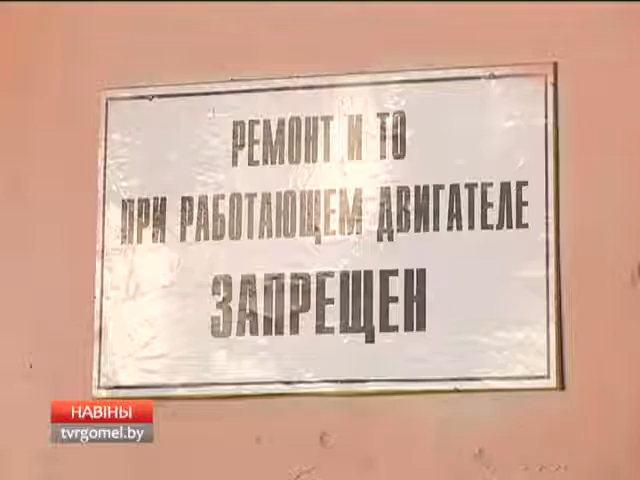 РЕМОНТ И ТО
ПРИ РАБОТАЮЩЕМ ДВИГАТЕЛЕ
ЗАПРЕЩЕН
НАВІНЫ
tvrgomel.by